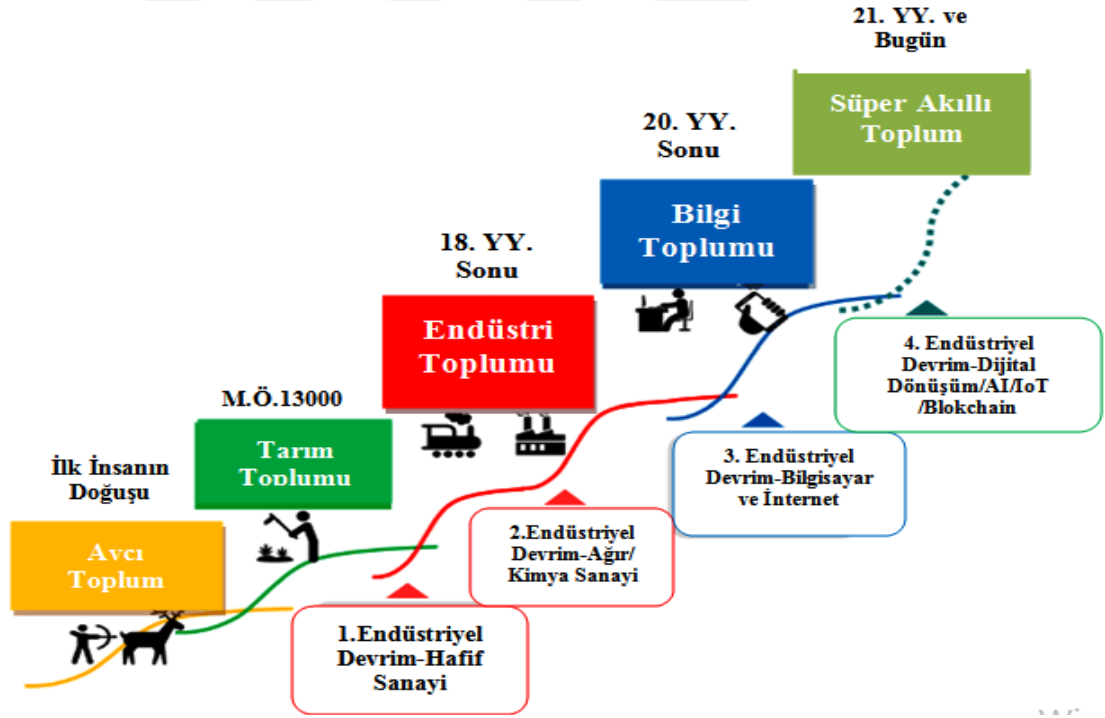 21. YY. ve
Bugün
Süper Akıllı
Toplum
20. YY.
Sonu
Bilgi
Toplumu
18. YY.
Sonu
Endüstri
Toplumu
M.Ö.13000
Tarım
Toplumu
İlk İnsanın
Doğuşu
Avcı
Toplum
1.Endüstriyel
Devrim-Hafif
Sanayi
2.Endüstriyel
Devrim-Ağır/
Kimya Sanayi
3. Endüstriyel
Devrim-Bilgisayar
ve İnternet
4. Endüstriyel
Devrim-Dijital
Dönüşüm/AI/IoT
/Blokchain